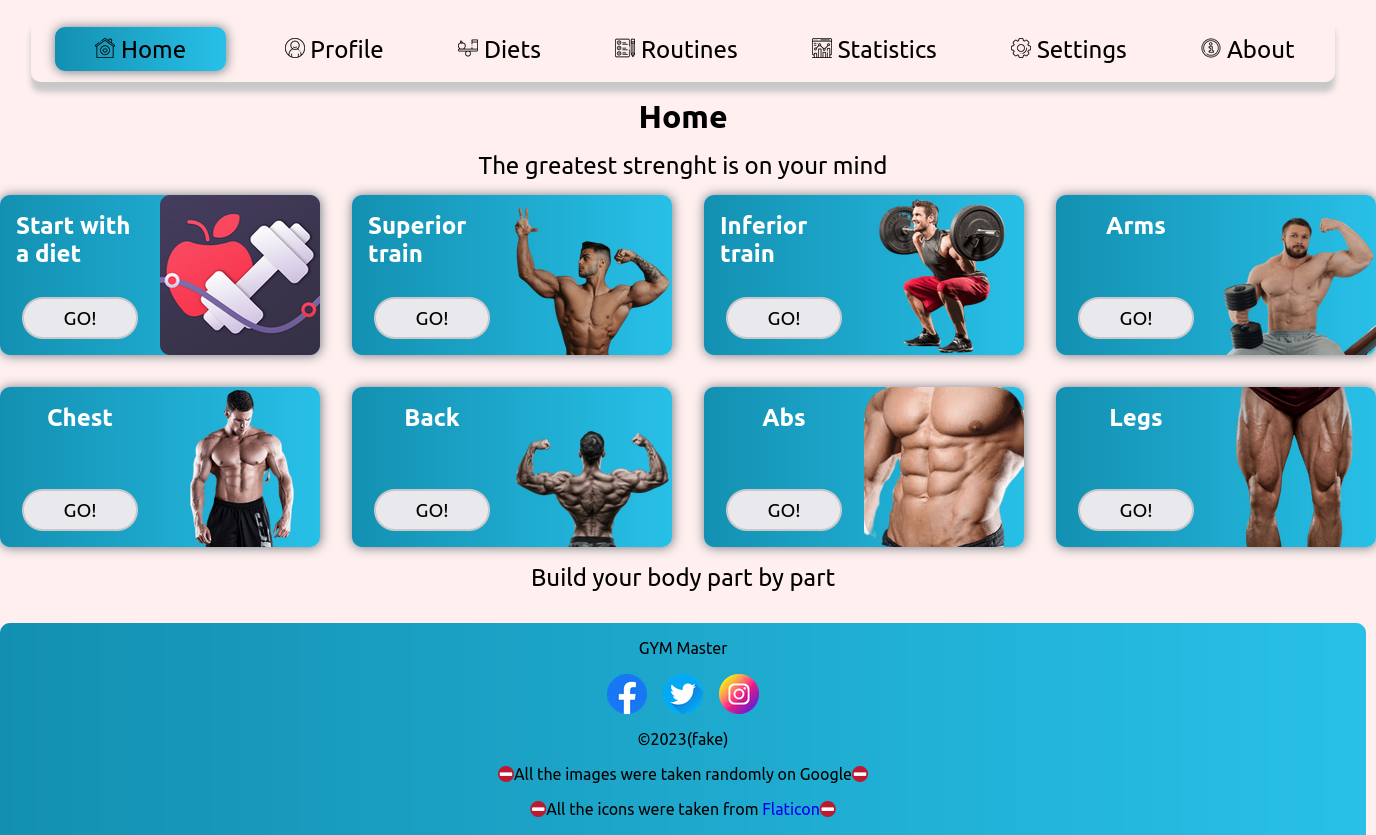 Home Profile Diets Routines Statistics Settings About
Home
The greatest strenght is on your mind
Start with
a diet
GO!
Superior
train
GO!
Inferior
train
GO!
Arms
GO!
Chest
GO!
Back
GO!
Abs
GO!
Legs
GO!
Build your body part by part
GYM Master
©2023(fake)
⛔All the images were taken randomly on Google⛔
⛔All the icons were taken from Flaticon⛔